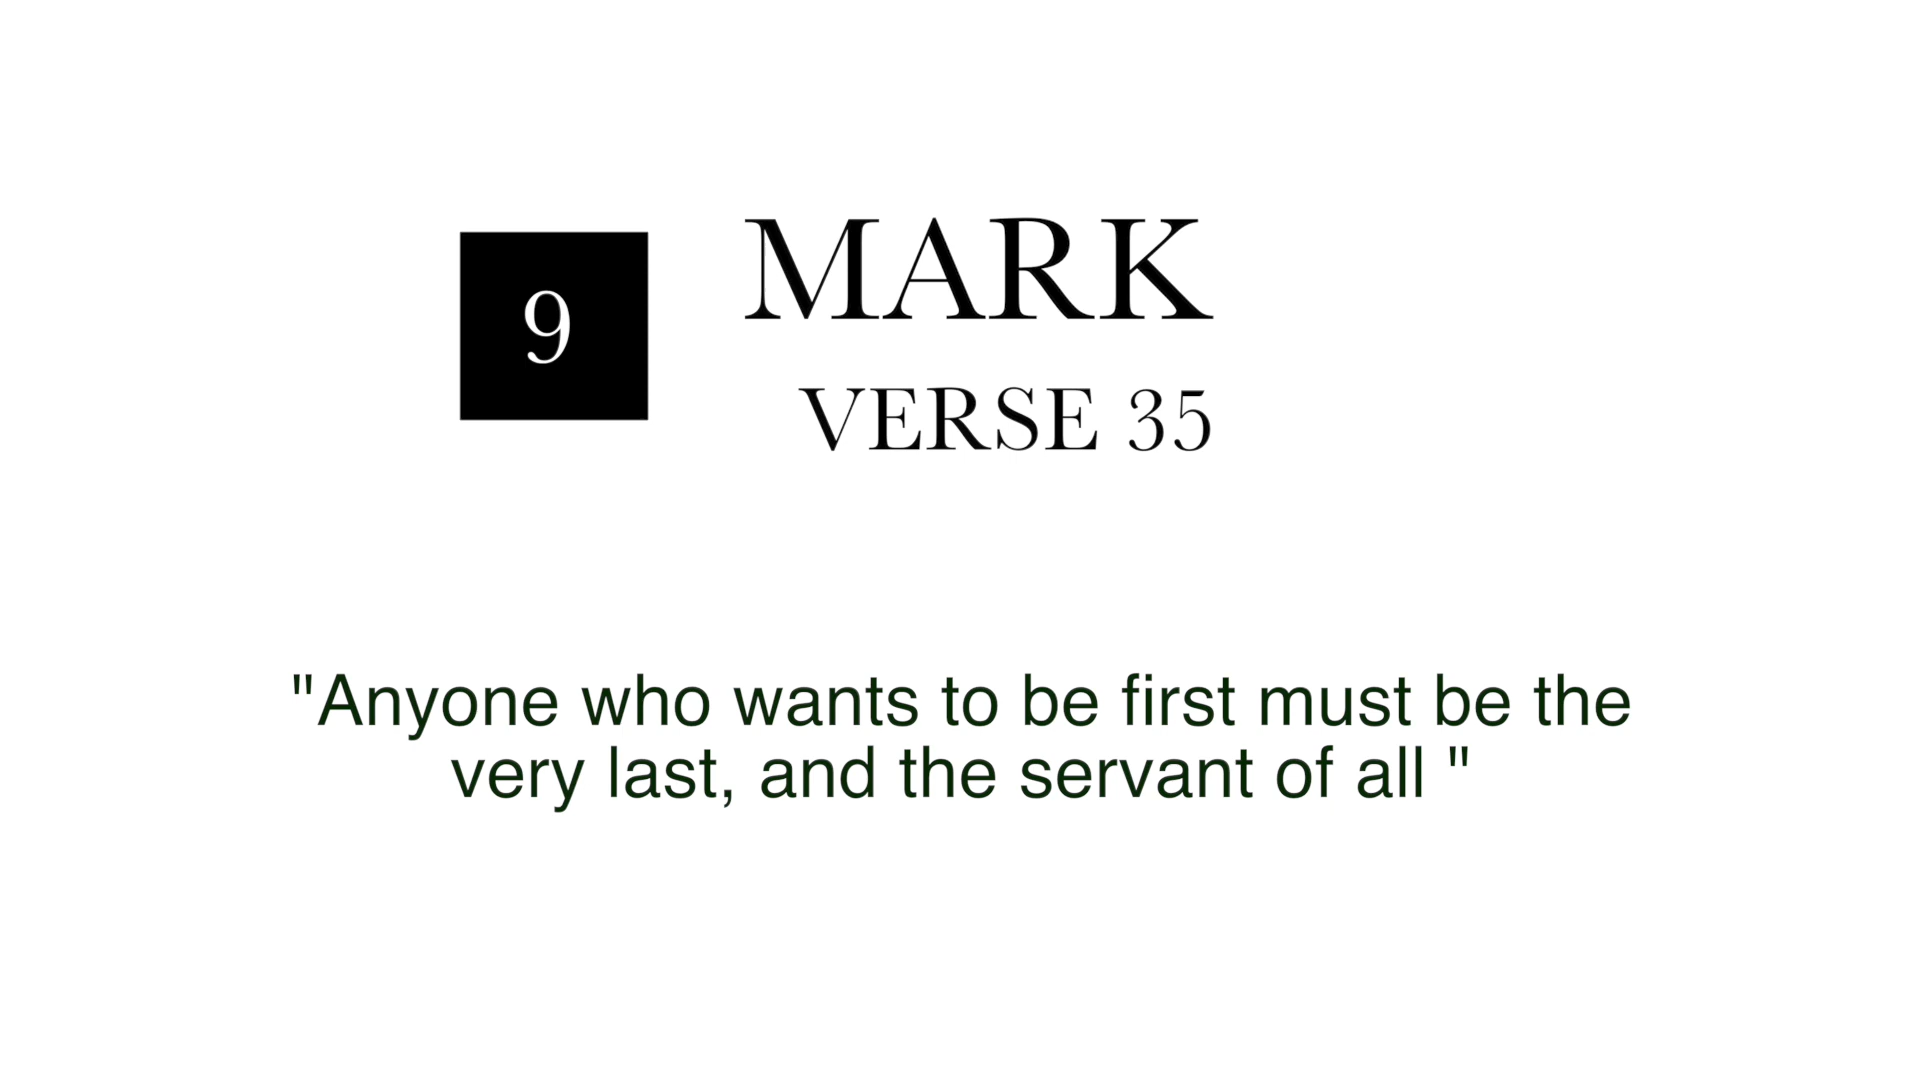 9
MARK
VERSE 35
"Anyone who wants to be first must be the
very last, and the servant of all "